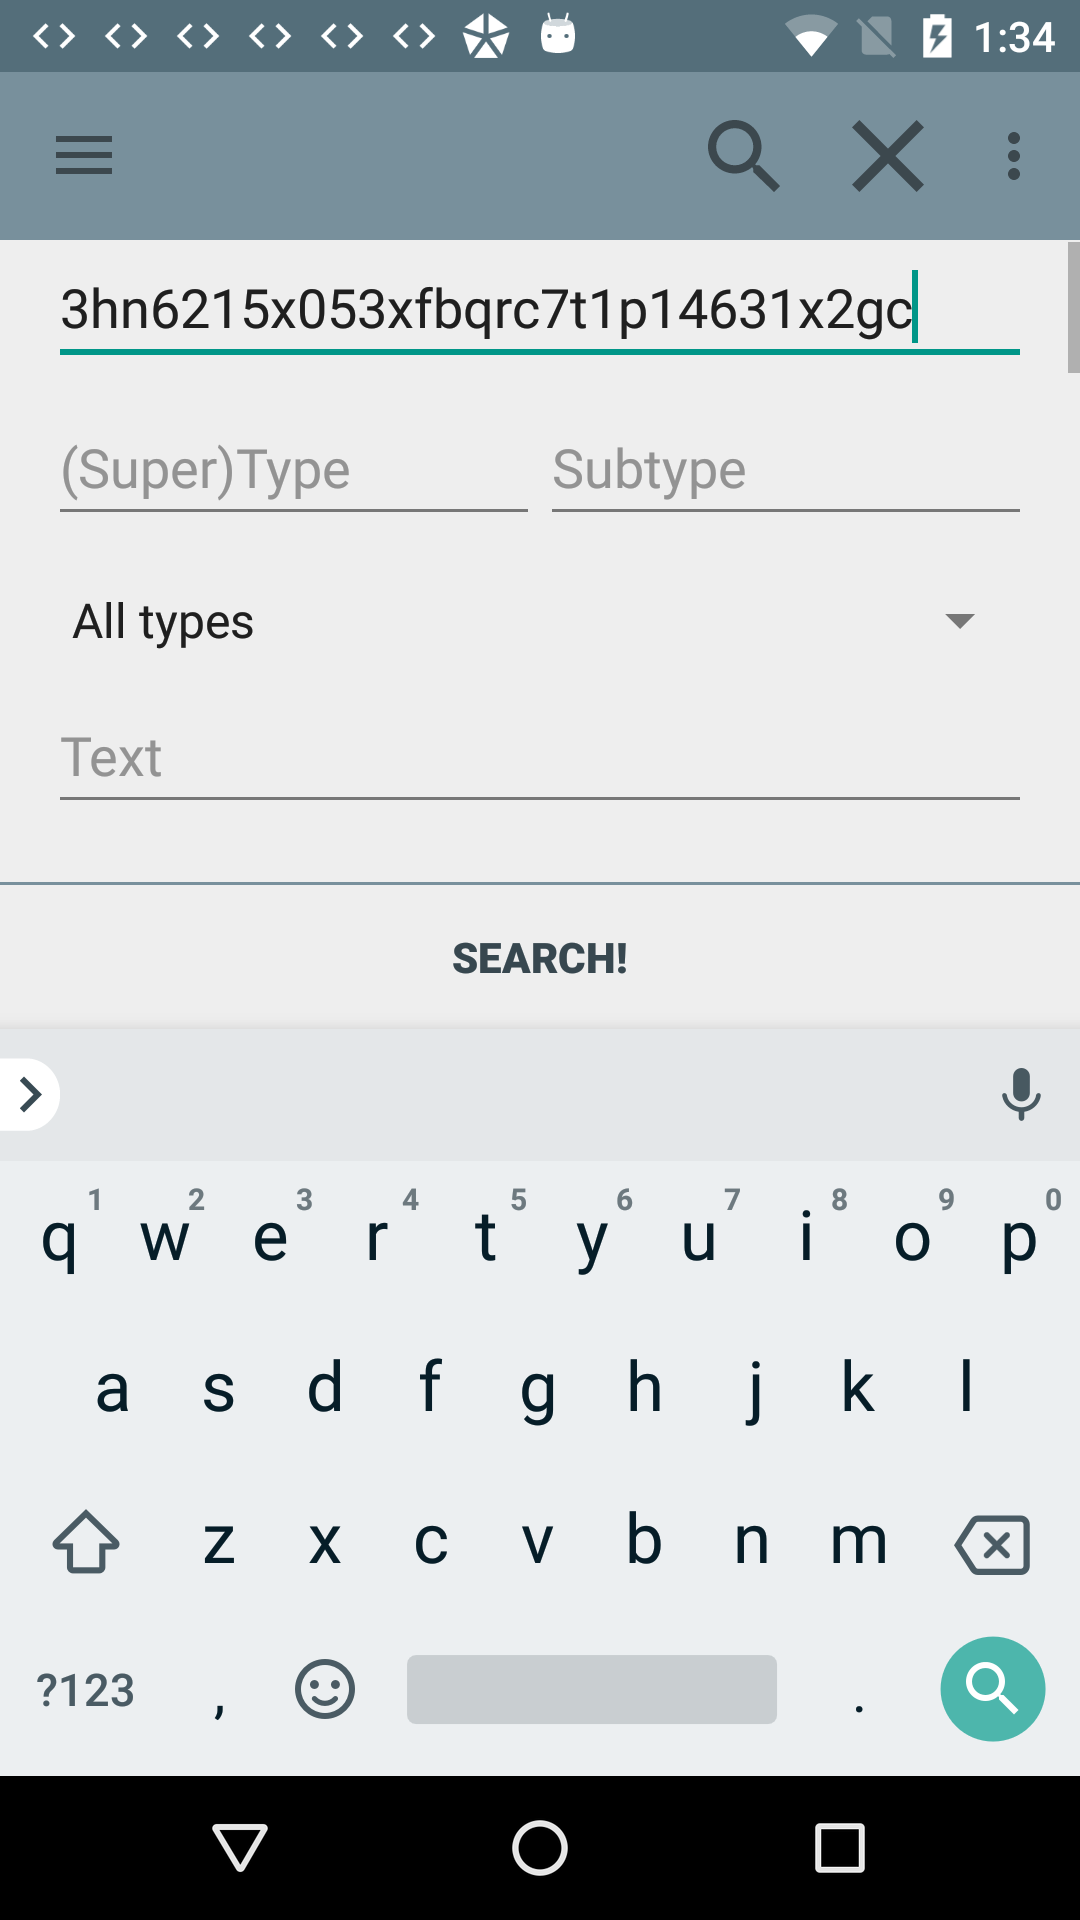 1:34
3hn6215x053xfbqrc7t1p14631x2gc
(Super)Type Subtype
All types
Text
SEARCH!
1 2 3 4 5 6 7 8 9 0
q w e r t y u i o p
a s d f g h j k l
z x c v b n m
?123 , .